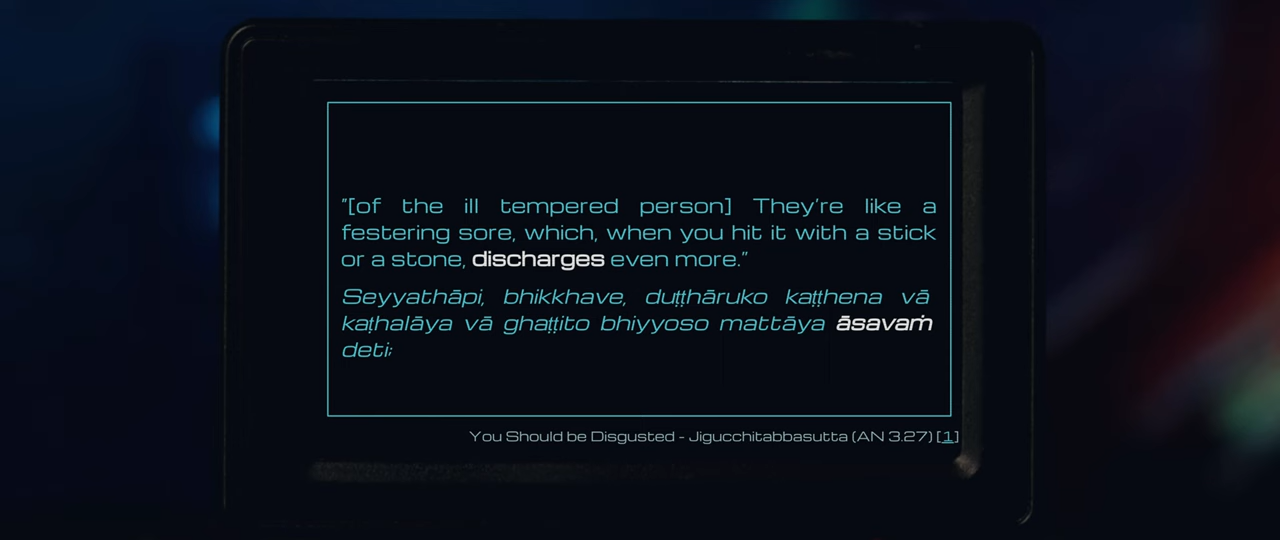 "[of the ill tempered person] They're like a
festering sore, which, when you hit it with a stick
or a stone, discharges even more."
Seyyathāpi, bhikkhave, duṭṭhāruko kaṭṭhena vā
kaṭhalāya vā ghaṭṭito bhiyyoso mattāya āsavaṁ
deti;
You Should be Disgusted - Jigucchitabbasutta (AN 3.27) [1]